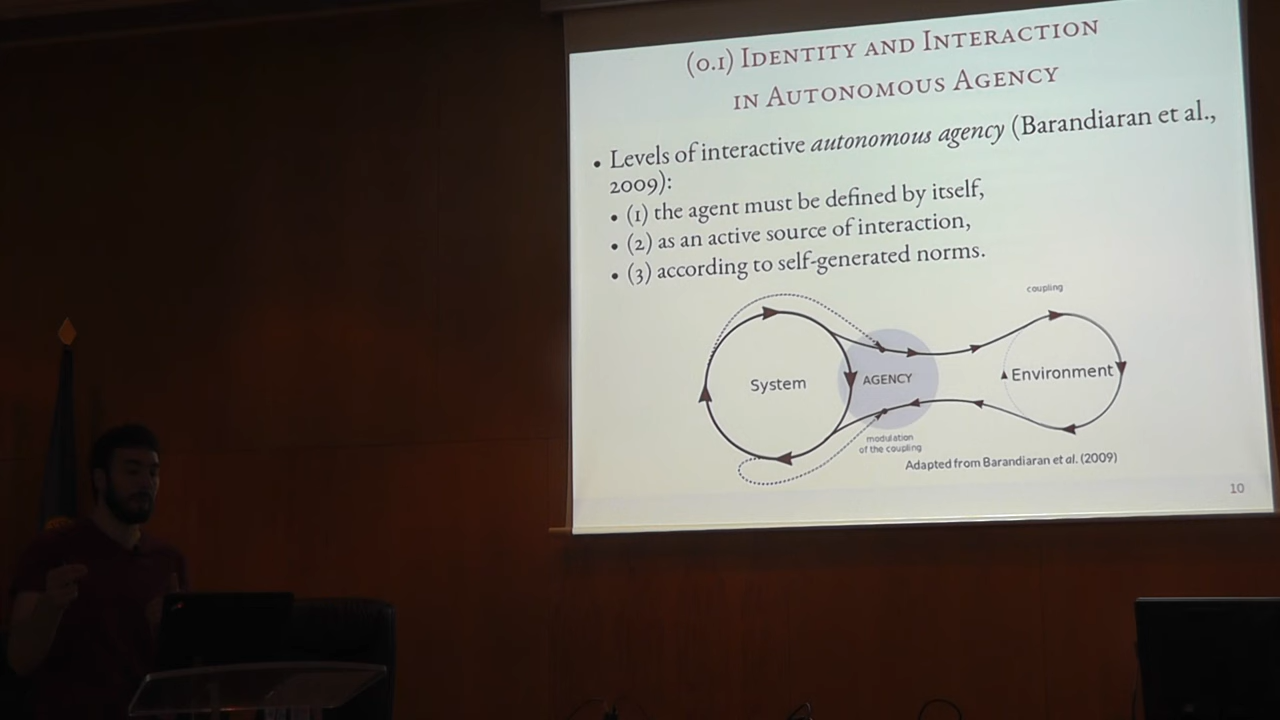 (0.1) Identity and Interaction
in Autonomous Agency
• Levels of interactive autonomous agency (Barandiaran et al.,
2009):
• (1) the agent must be defined by itself,
• (2) as an active source of interaction,
• (3) according to self-generated norms.
coupling
System
AGENCY
Environment
modulation
of the coupling
Adapted from Barandiaran et al. (2009)
10